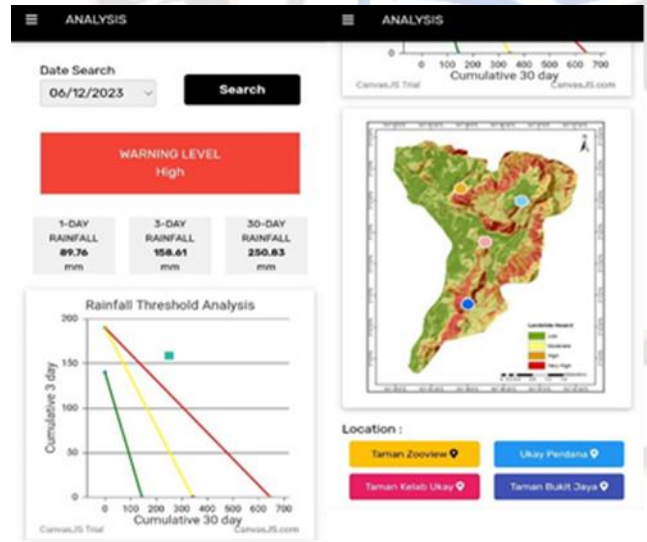 ANALYSIS
Date Search
06/12/2023
Search
WARNING LEVEL
High
1-DAY
RAINFALL
89.76
mm
3-DAY
RAINFALL
158.61
mm
30-DAY
RAINFALL
250.83
mm
Rainfall Threshold Analysis
200
150
100
50
0
Cumulative 3 day
0 100 200 300 400 500 600 700
Cumulative 30 day
CanvasJS Trial
CanvasJS.com
ANALYSIS
0
0 100 200 300 400 500 600 700
Cumulative 30 day
CanvasJS Trial
CanvasJS.com
Landslide Hazard
Low
Moderate
High
Very High
Location :
Taman Zooview
Ukay Perdana
Taman Kelab Ukay
Taman Bukit Jaya